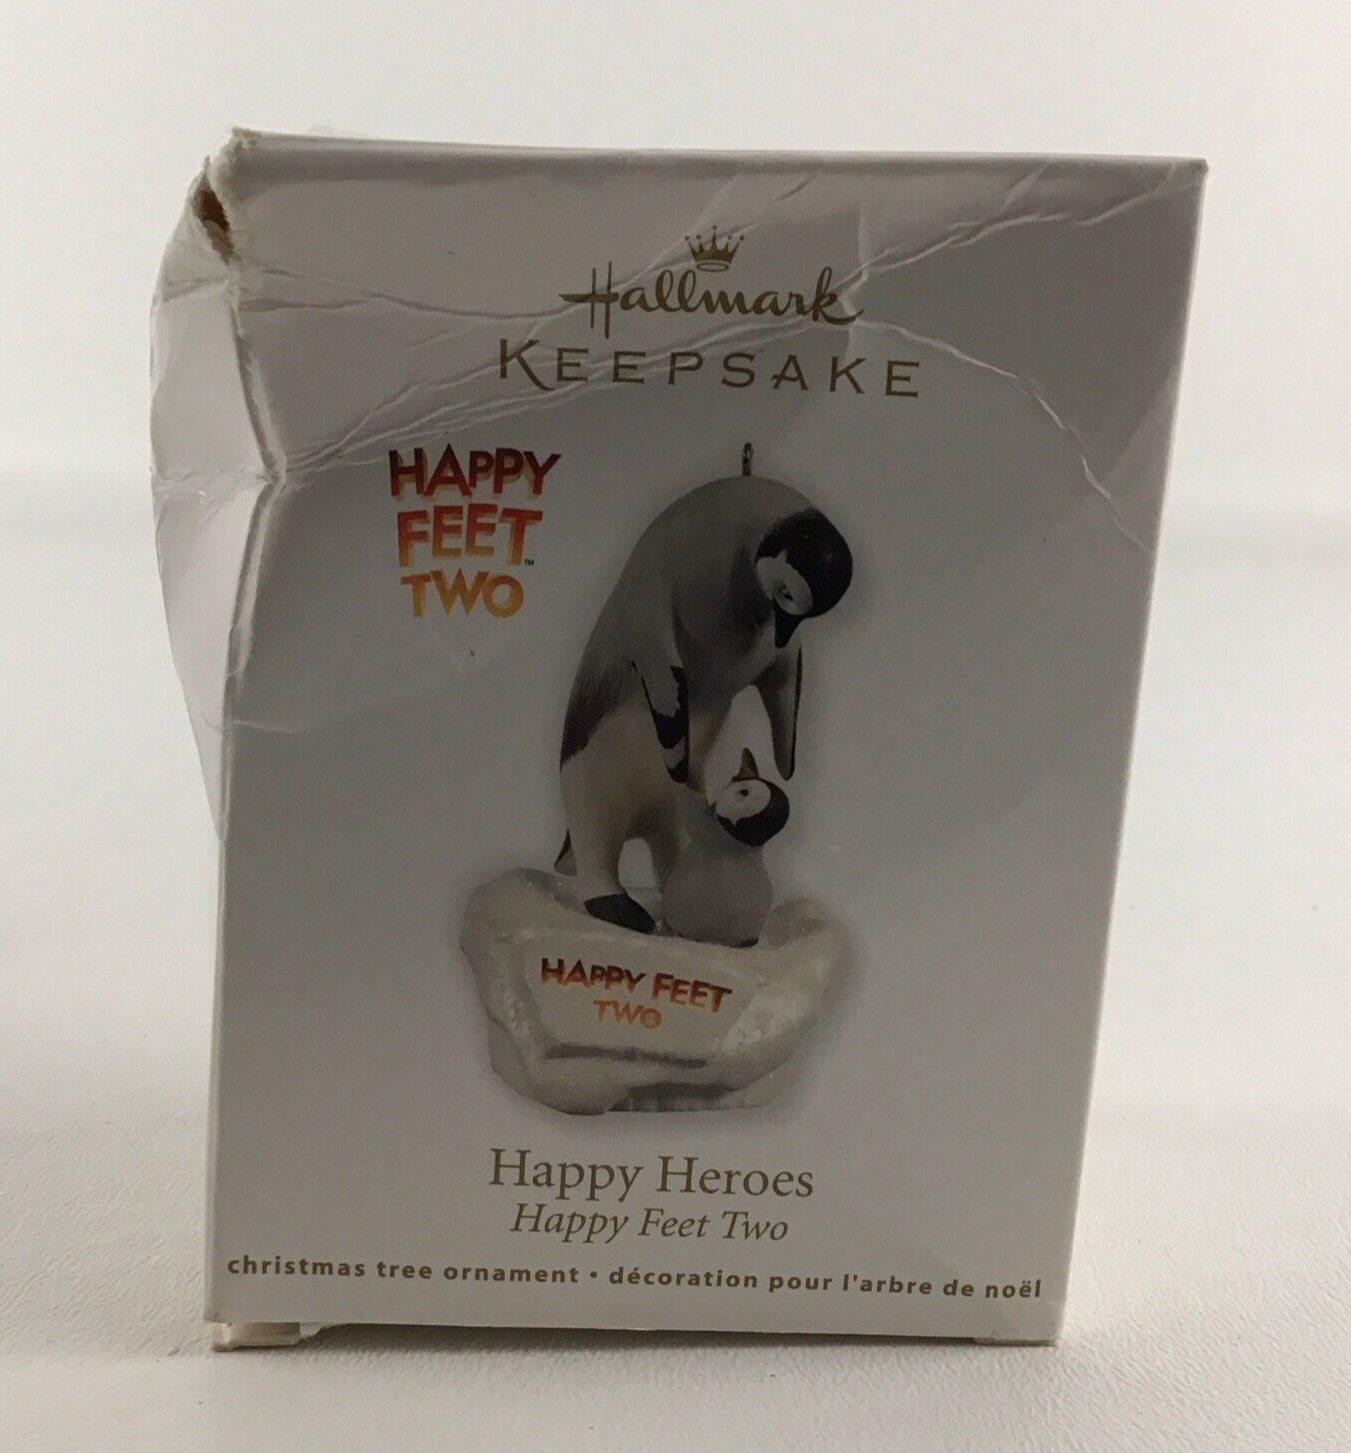 Hallmark
KEEPSAKE
HAPPY
FEET™
TWO
HAPPY FEET
TWO
Happy Heroes
Happy Feet Two
christmas tree ornament • décoration pour l'arbre de noël